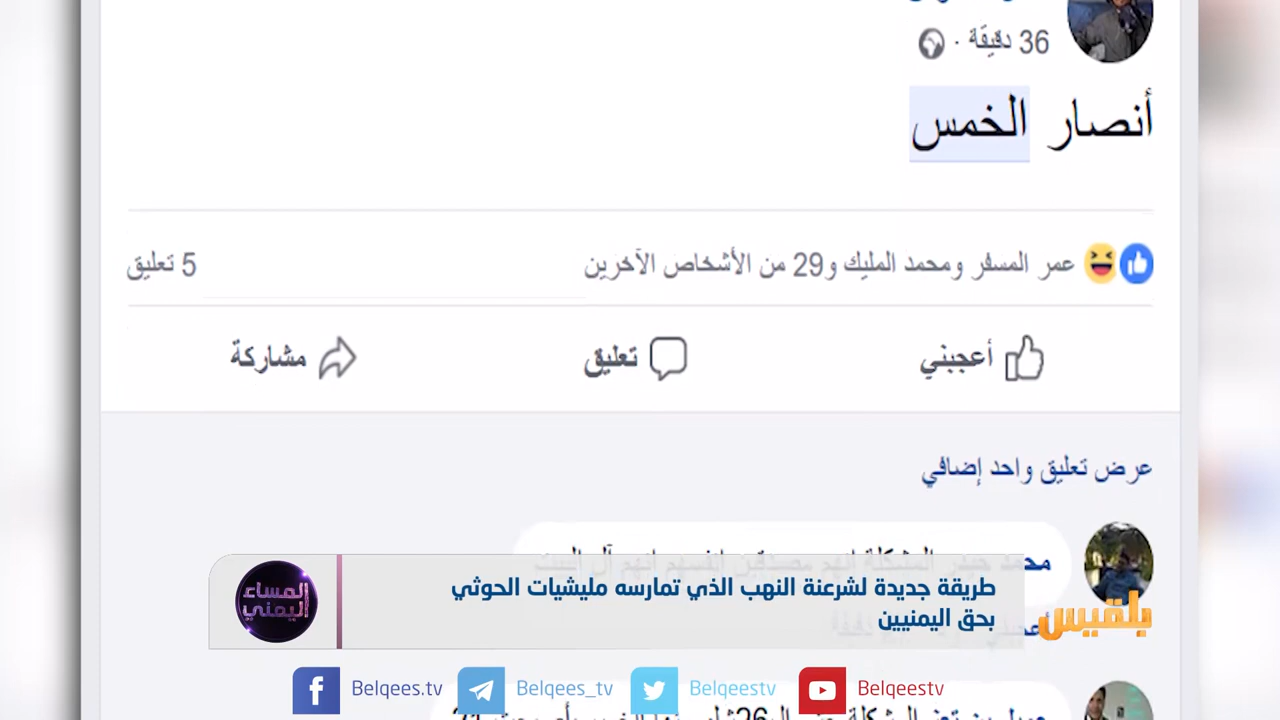 36 دقيقة ·
أنصار الخمس
عمر المسفر ومحمد المليك و29 من الأشخاص الآخرين
5 تعليق
أعجبني
تعليق
مشاركة
عرض تعليق واحد إضافي
طريقة جديدة لشرعنة النهب الذي تمارسه مليشيات الحوثي
بحق اليمنيين
المساء
اليمني
بلقيس
Belqees.tv
Belqees_tv
Belqeestv
Belqeestv